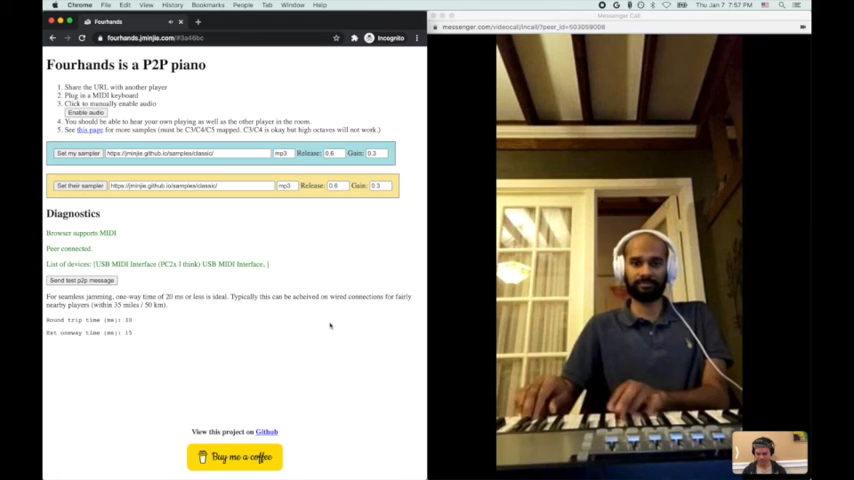 Chrome File Edit View History Bookmarks People Tab Window Help
Thu Jan 7 7:57 PM
Fourhands
Messenger Call
fourhands.jminjie.com/#3a46bc
Incognito
messenger.com/videocall/incall/?peer_id=503059008
Fourhands is a P2P piano
1. Share the URL with another player
2. Plug in a MIDI keyboard
3. Click to manually enable audio
Enable audio
4. You should be able to hear your own playing as well as the other player in the room.
5. See this page for more samples (must be C3/C4/C5 mapped. C3/C4 is okay but high octaves will not work.)
Set my sampler https://jminjie.github.io/samples/classic/ mp3 Release: 0.6 Gain: 0.3
Set their sampler https://jminjie.github.io/samples/classic/ mp3 Release: 0.6 Gain: 0.3
Diagnostics
Browser supports MIDI
Peer connected.
List of devices: [USB MIDI Interface (PC2x I think) USB MIDI Interface, ]
Send test p2p message
For seamless jamming, one-way time of 20 ms or less is ideal. Typically this can be acheived on wired connections for fairly
nearby players (within 35 miles / 50 km).
Round trip time (ms): 30
Est oneway time (ms): 15
View this project on Github
Buy me a coffee